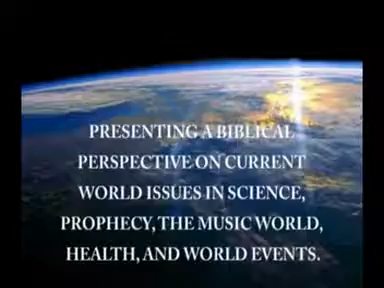 PRESENTING A BIBLICAL
PERSPECTIVE ON CURRENT
WORLD ISSUES IN SCIENCE,
PROPHECY, THE MUSIC WORLD,
HEALTH, AND WORLD EVENTS.